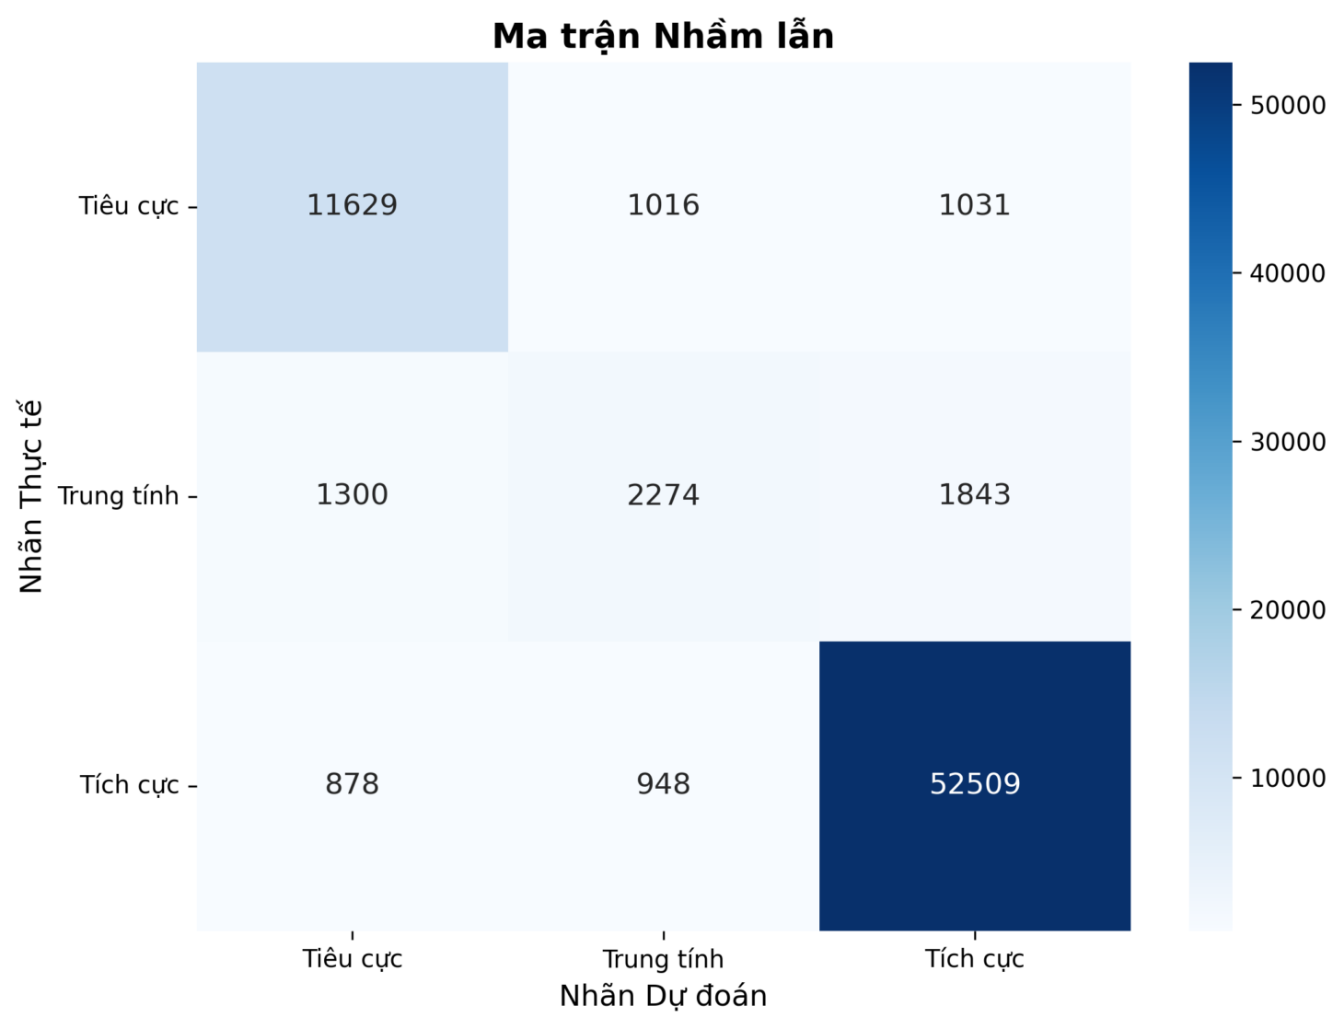 Ma trận Nhầm lẫn
Nhãn Thực tế
Tiêu cực
11629
1016
1031
Trung tính
1300
2274
1843
Tích cực
878
948
52509
Tiêu cực
Trung tính
Tích cực
Nhãn Dự đoán
50000
40000
30000
20000
10000